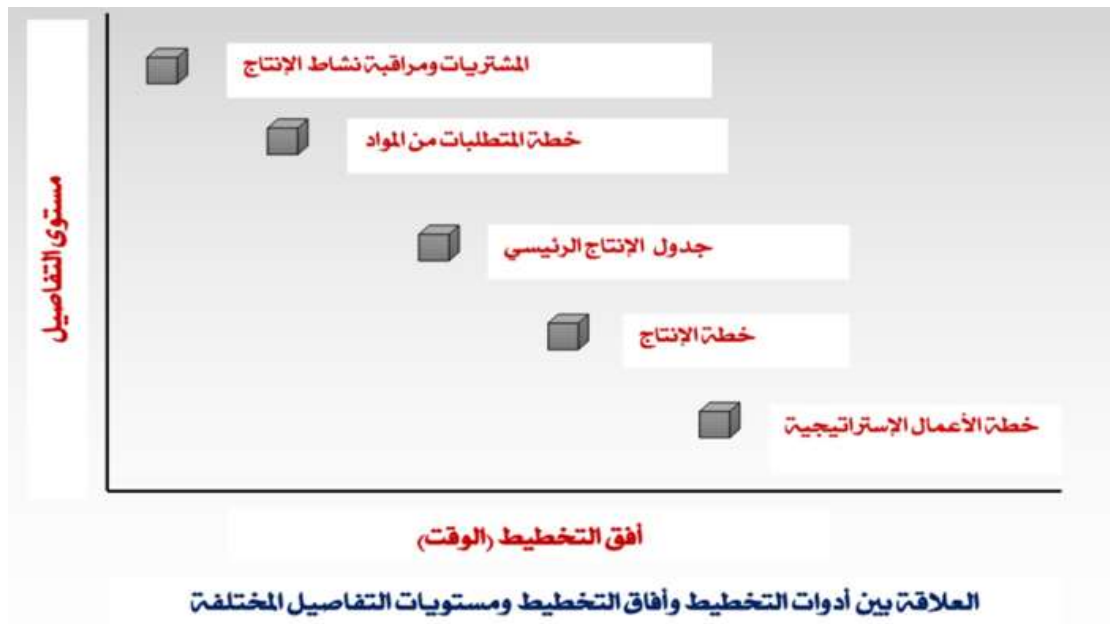 المشتريات ومراقبة نشاط الإنتاج
خطة المتطلبات من المواد
جدول الإنتاج الرئيسي
خطة الإنتاج
خطة الأعمال الإستراتيجية
مستوى التفاصيل
أفق التخطيط (الوقت)
العلاقة بين أدوات التخطيط وأفاق التخطيط ومستويات التفاصيل المختلفة